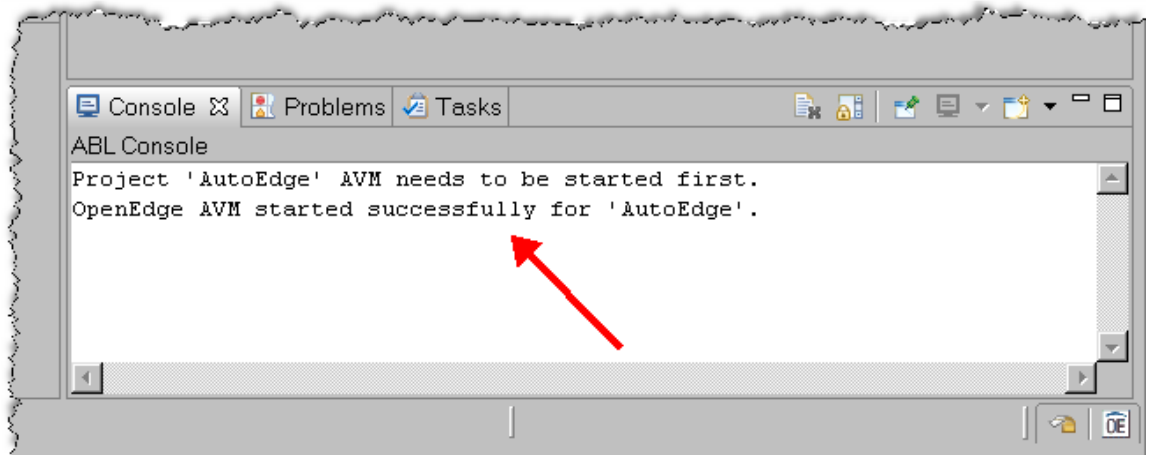 Console Problems Tasks
ABL Console
Project 'AutoEdge' AVM needs to be started first.
OpenEdge AVM started successfully for 'AutoEdge'.
OE